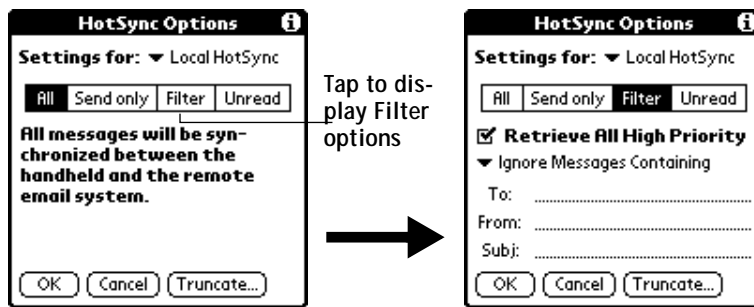 HotSync Options
Settings for: Local HotSync
All Send only Filter Unread
All messages will be syn-
chronized between the
handheld and the remote
email system.
OK Cancel Truncate...
Tap to dis-
play Filter
options
HotSync Options
Settings for: Local HotSync
All Send only Filter Unread
Retrieve All High Priority
Ignore Messages Containing
To:
From:
Subj:
OK Cancel Truncate...